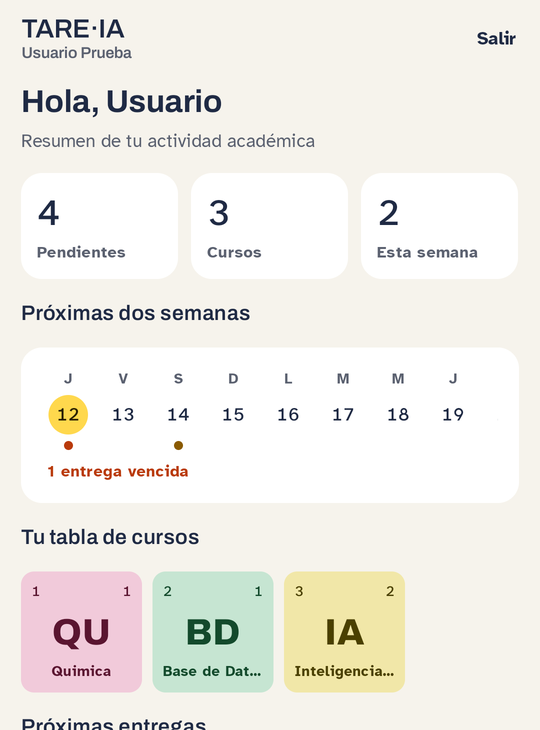 TARE·IA
Usuario Prueba
Salir
Hola, Usuario
Resumen de tu actividad académica
4
Pendientes
3
Cursos
2
Esta semana
Próximas dos semanas
J V S D L M M J
12 13 14 15 16 17 18 19
1 entrega vencida
Tu tabla de cursos
1 1
QU
Quimica
2 1
BD
Base de Dat...
3 2
IA
Inteligencia...
Próximas entregas